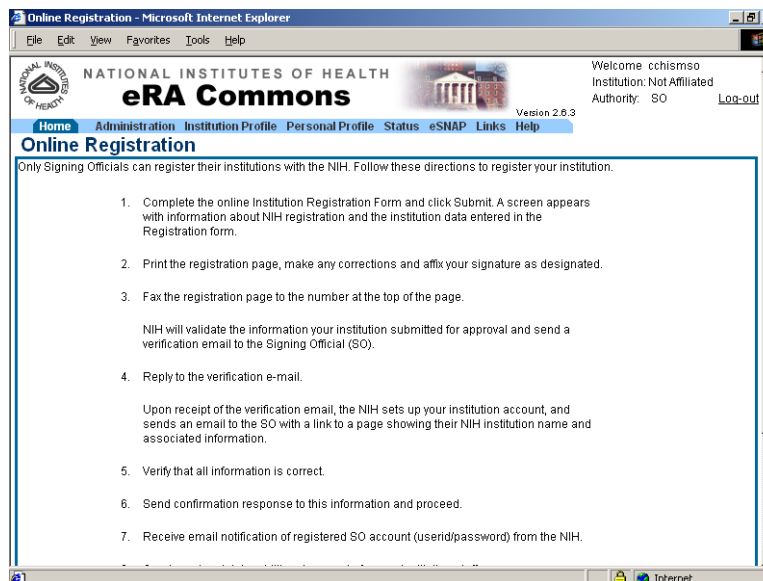 Online Registration - Microsoft Internet Explorer
File Edit View Favorites Tools Help
NATIONAL INSTITUTES OF HEALTH
eRA Commons
Version 2.6.3
Welcome cchismso
Institution: Not Affiliated
Authority: SO Log-out
Home Administration Institution Profile Personal Profile Status eSNAP Links Help
Online Registration
Only Signing Officials can register their institutions with the NIH. Follow these directions to register your institution.
1. Complete the online Institution Registration Form and click Submit. A screen appears
with information about NIH registration and the institution data entered in the
Registration form.
2. Print the registration page, make any corrections and affix your signature as designated.
3. Fax the registration page to the number at the top of the page.
NIH will validate the information your institution submitted for approval and send a
verification email to the Signing Official (SO).
4. Reply to the verification e-mail.
Upon receipt of the verification email, the NIH sets up your institution account, and
sends an email to the SO with a link to a page showing their NIH institution name and
associated information.
5. Verify that all information is correct.
6. Send confirmation response to this information and proceed.
7. Receive email notification of registered SO account (userid/password) from the NIH.
Internet